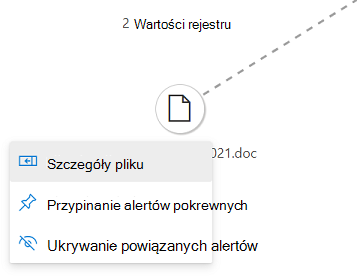 2 Wartości rejestru
021.doc
Szczegóły pliku
Przypinanie alertów pokrewnych
Ukrywanie powiązanych alertów